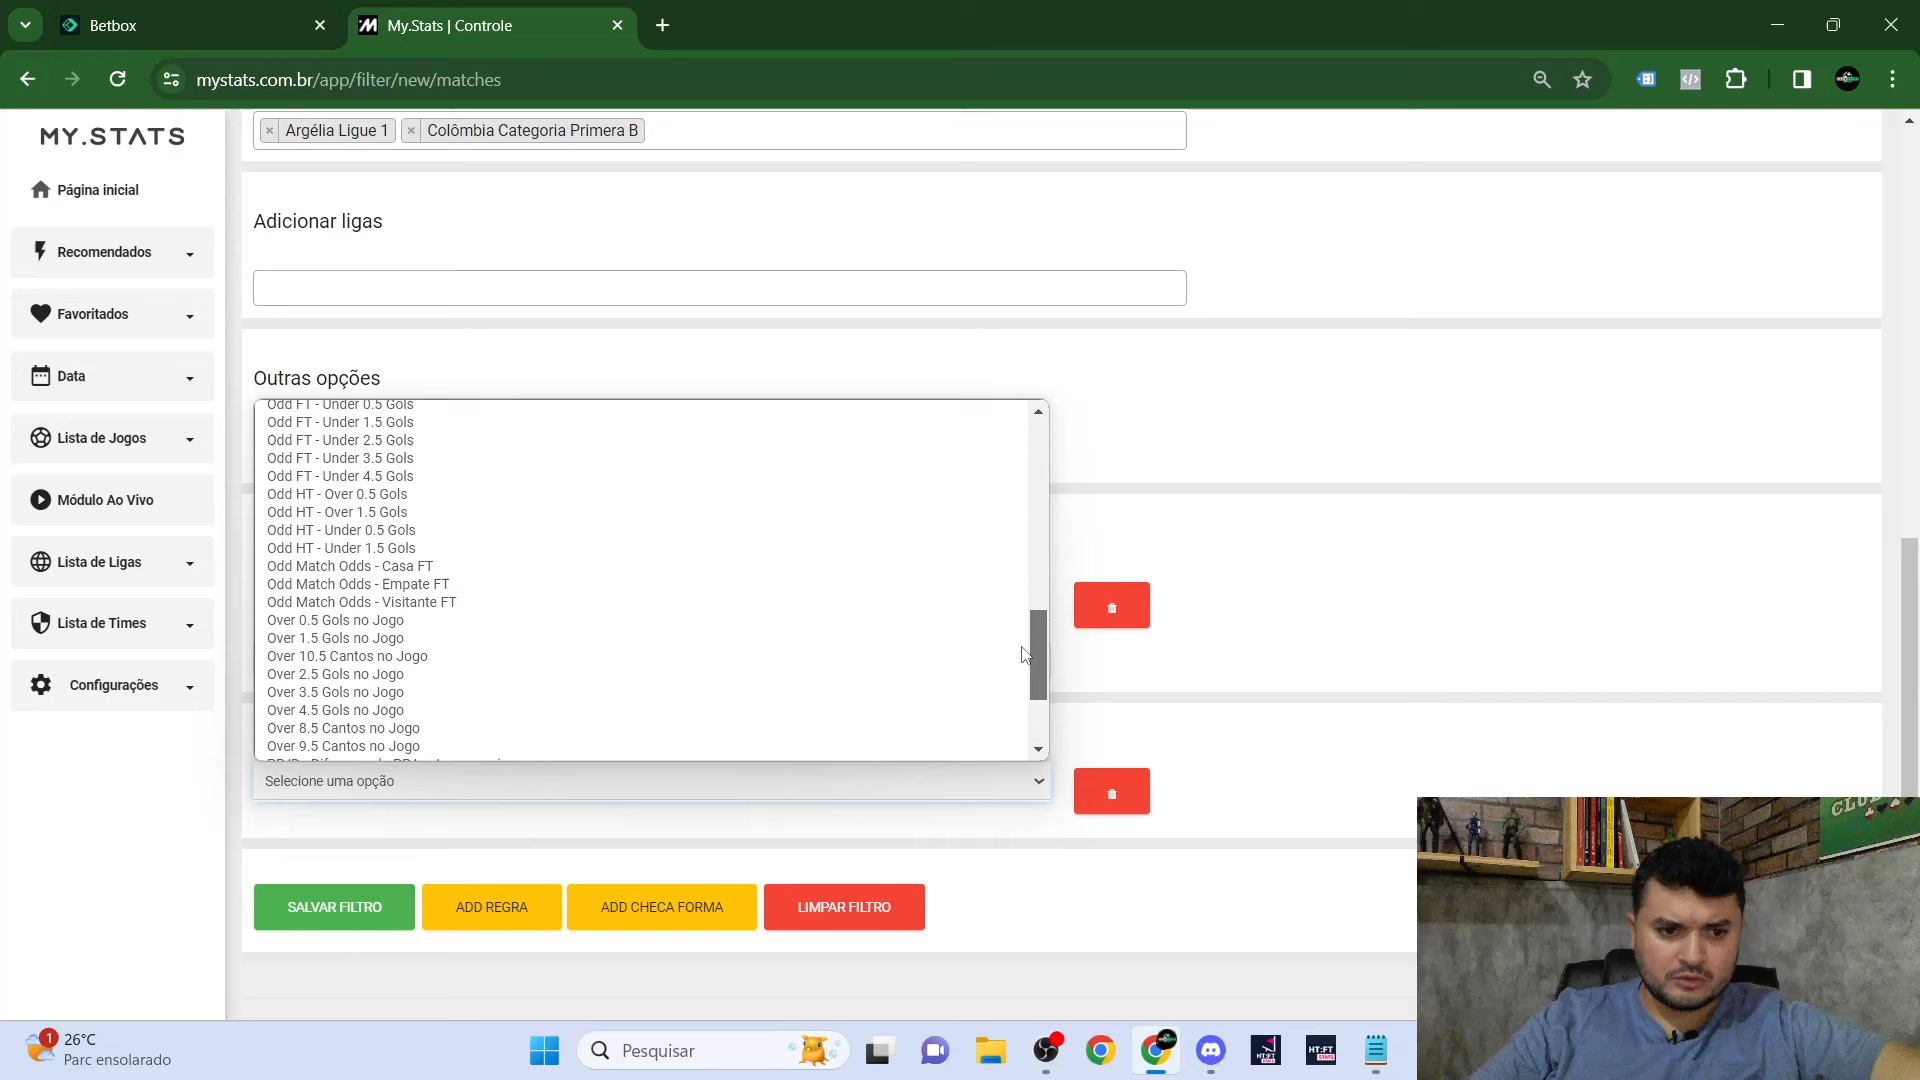 Betbox
My.Stats | Controle
mystats.com.br/app/filter/new/matches
MY.STATS
Página inicial
Recomendados
Favoritados
Data
Lista de Jogos
Módulo Ao Vivo
Lista de Ligas
Lista de Times
Configurações
× Argélia Ligue 1 × Colômbia Categoria Primera B
Adicionar ligas
Outras opções
Odd FT - Under 0.5 Gols
Odd FT - Under 1.5 Gols
Odd FT - Under 2.5 Gols
Odd FT - Under 3.5 Gols
Odd FT - Under 4.5 Gols
Odd HT - Over 0.5 Gols
Odd HT - Over 1.5 Gols
Odd HT - Under 0.5 Gols
Odd HT - Under 1.5 Gols
Odd Match Odds - Casa FT
Odd Match Odds - Empate FT
Odd Match Odds - Visitante FT
Over 0.5 Gols no Jogo
Over 1.5 Gols no Jogo
Over 10.5 Cantos no Jogo
Over 2.5 Gols no Jogo
Over 3.5 Gols no Jogo
Over 4.5 Gols no Jogo
Over 8.5 Cantos no Jogo
Over 9.5 Cantos no Jogo
Selecione uma opção
SALVAR FILTRO
ADD REGRA
ADD CHECA FORMA
LIMPAR FILTRO
1
26°C
Parc ensolarado
Pesquisar
HT:FT
HT:FT
STATS